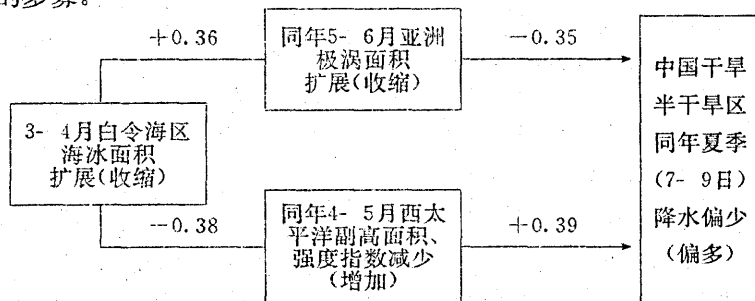 的步骤。
+0.36
同年5- 6月亚洲
极涡面积
扩展(收缩)
-0.35
3- 4月白令海区
海冰面积
扩展(收缩)
-0.38
同年4- 5月西太
平洋副高面积、
强度指数减少
(增加)
+0.39
中国干旱
半干旱区
同年夏季
(7- 9日)
降水偏少
(偏多)